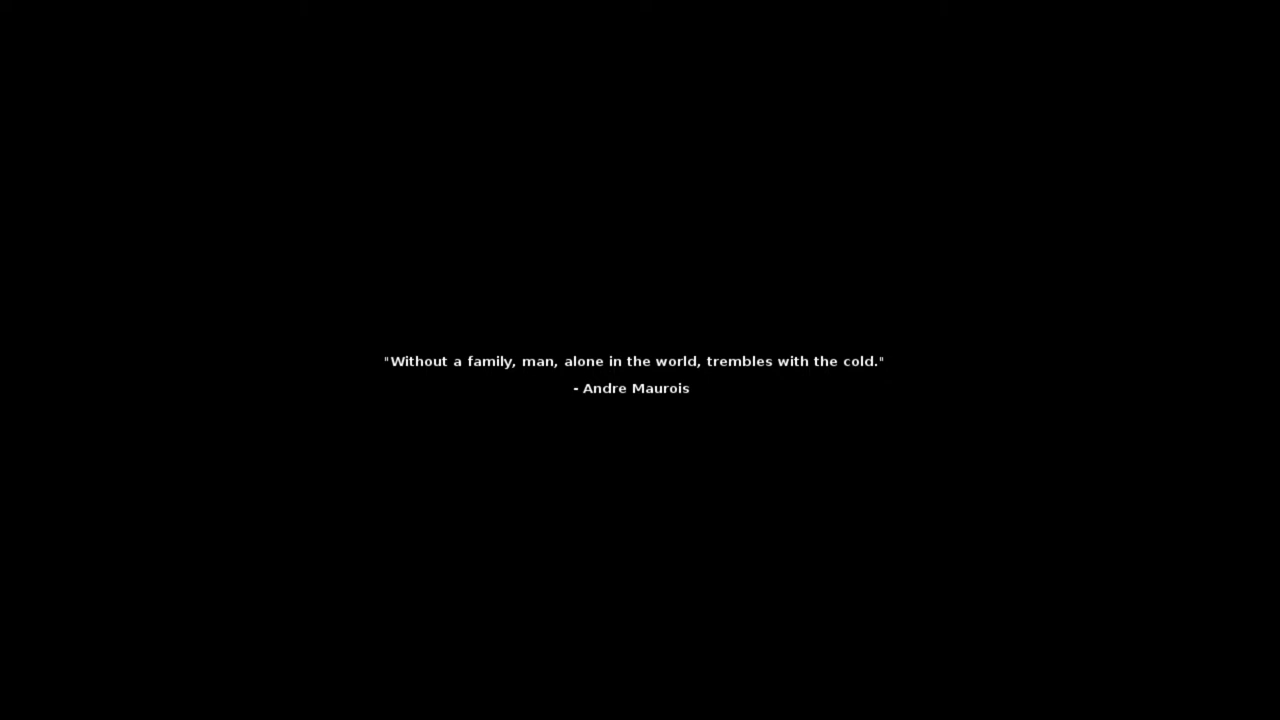 "Without a family, man, alone in the world, trembles with the cold."
- Andre Maurois